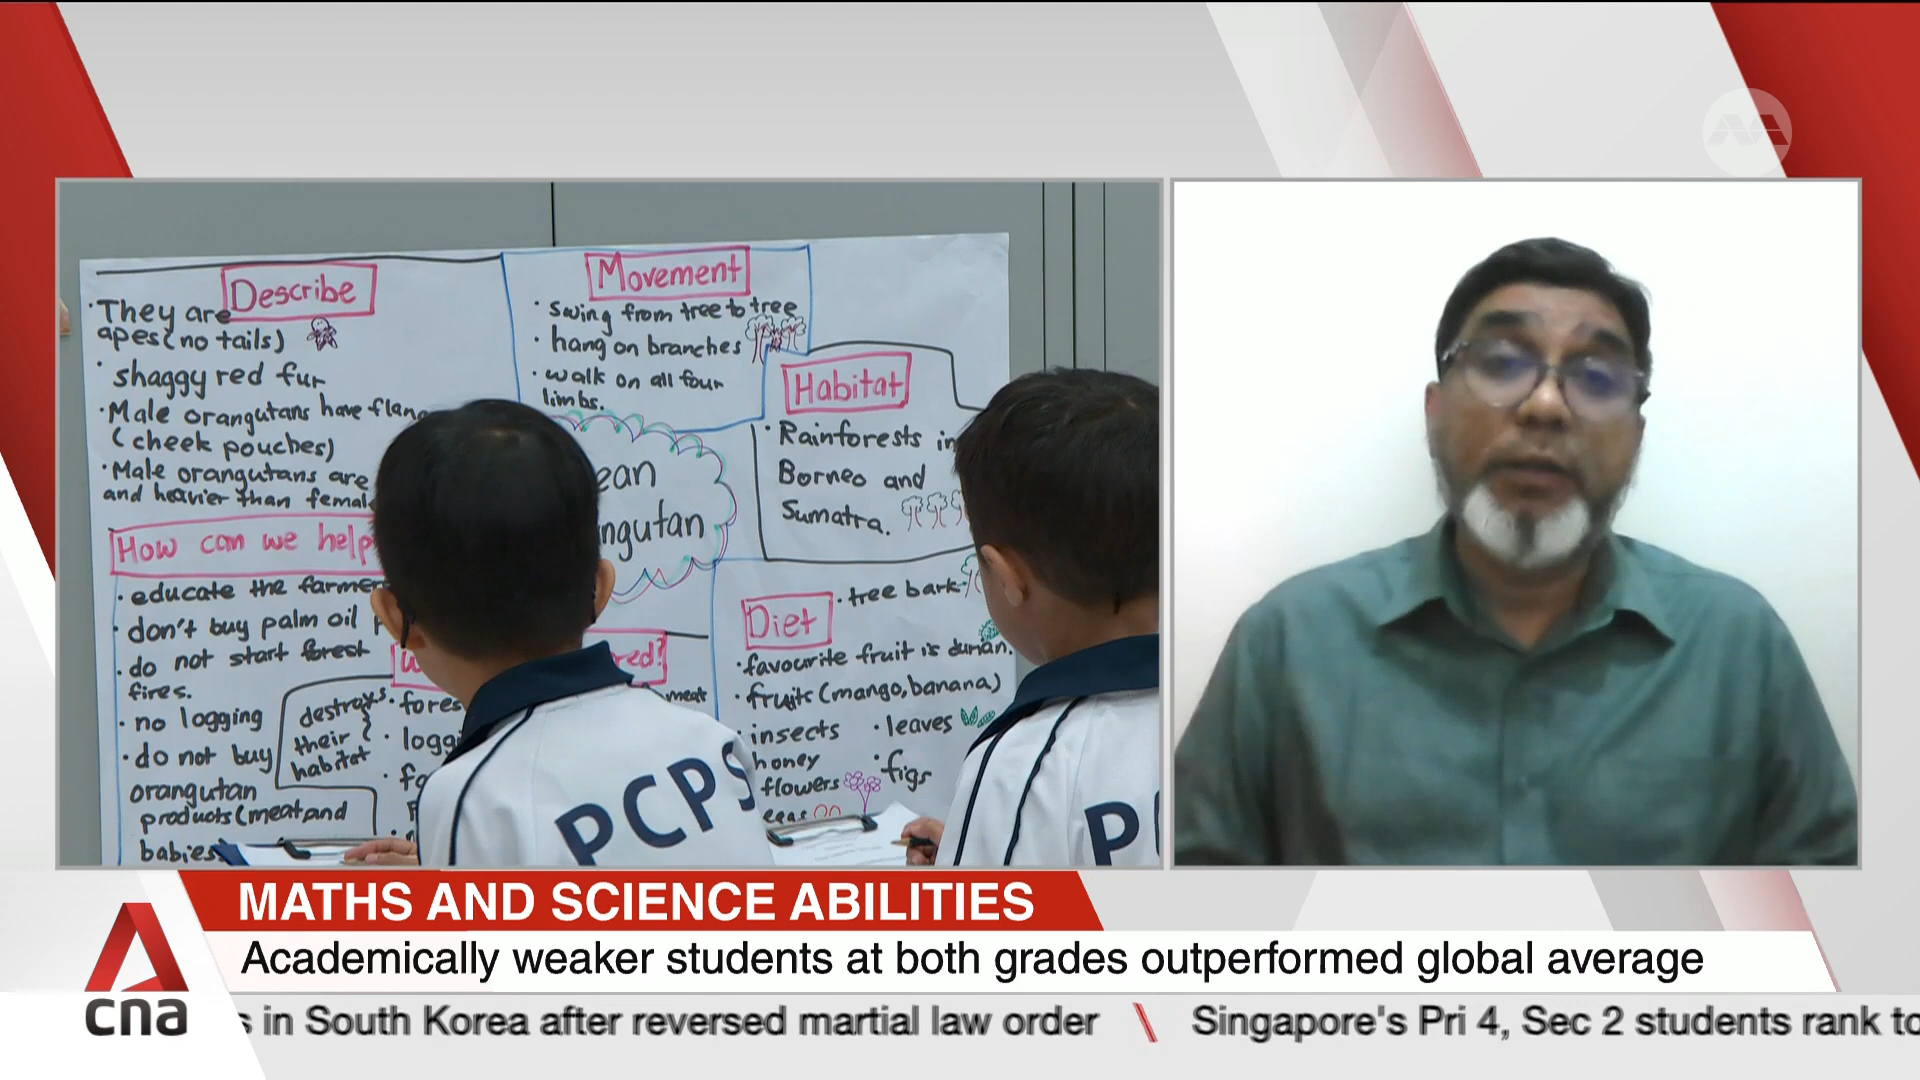 Describe
They are
apes (no tails)
shaggy red fur
Male orangutans have
(cheek pouches)
Male orangutans are
and heavier than
How can we help
educate the
don't buy palm oil
do not start forest
fires.
no logging
do not buy
orangutan
products (meat and
babies
destroys
their
habitat
Movement
swing from tree to tree
hang on branches
walk on all four
limbs.
Habitat
Rainforests in
Borneo and
Sumatra.
Diet
tree bark
favourite fruit is durian.
fruits (mango, banana)
insects
leaves
honey
figs
flowers
eggs
meat
PCPS
MATHS AND SCIENCE ABILITIES
Academically weaker students at both grades outperformed global average
cna
in South Korea after reversed martial law order
Singapore's Pri 4, Sec 2 students rank